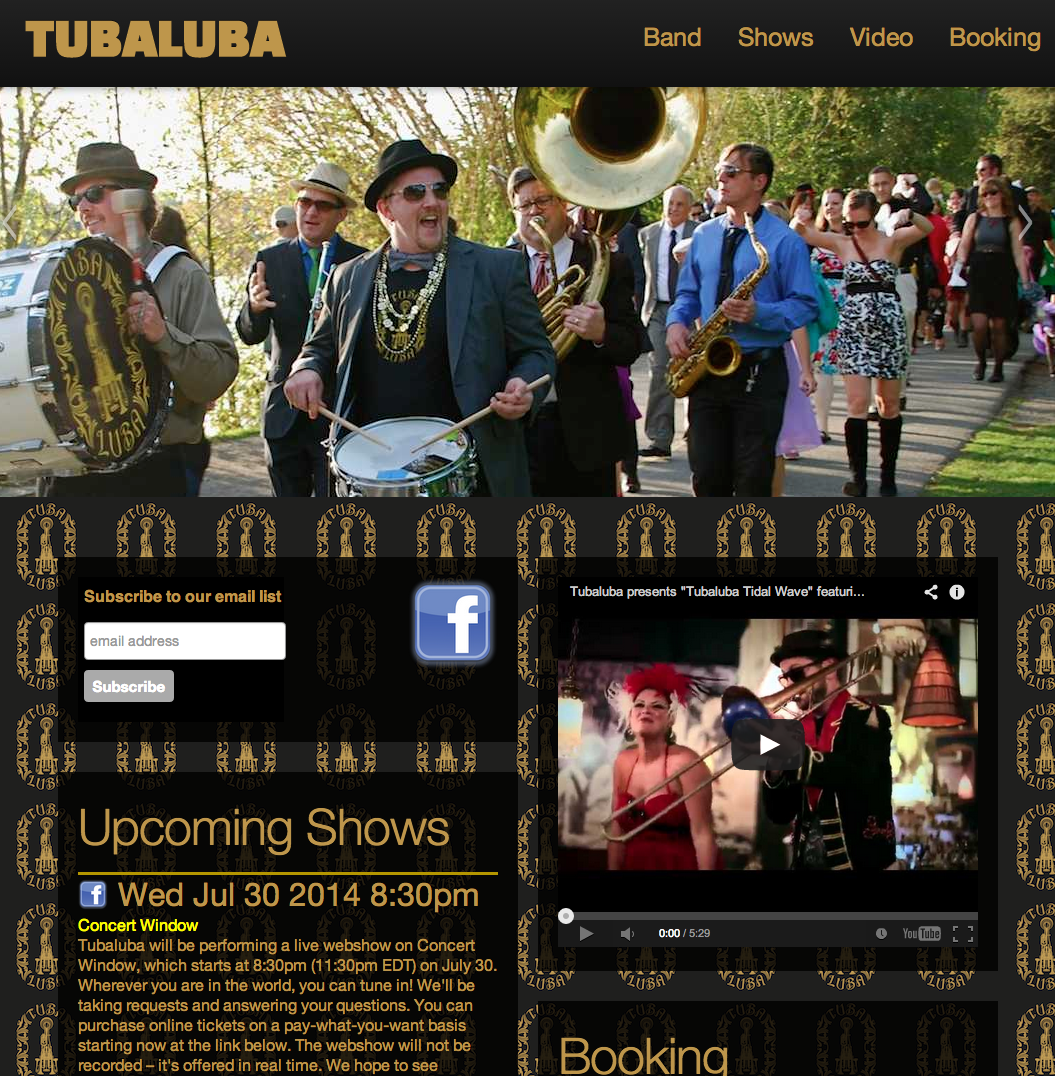 TUBALUBA
Band Shows Video Booking
TUBA
LUBA
TUBA
LUBA
Subscribe to our email list
email address
Subscribe
f
Upcoming Shows
f Wed Jul 30 2014 8:30pm
Concert Window
Tubaluba will be performing a live webshow on Concert
Window, which starts at 8:30pm (11:30pm EDT) on July 30.
Wherever you are in the world, you can tune in! We'll be
taking requests and answering your questions. You can
purchase online tickets on a pay-what-you-want basis
starting now at the link below. The webshow will not be
recorded – it's offered in real time. We hope to see
Tubaluba presents "Tubaluba Tidal Wave" featuri...
0:00 / 5:29
YouTube
Booking